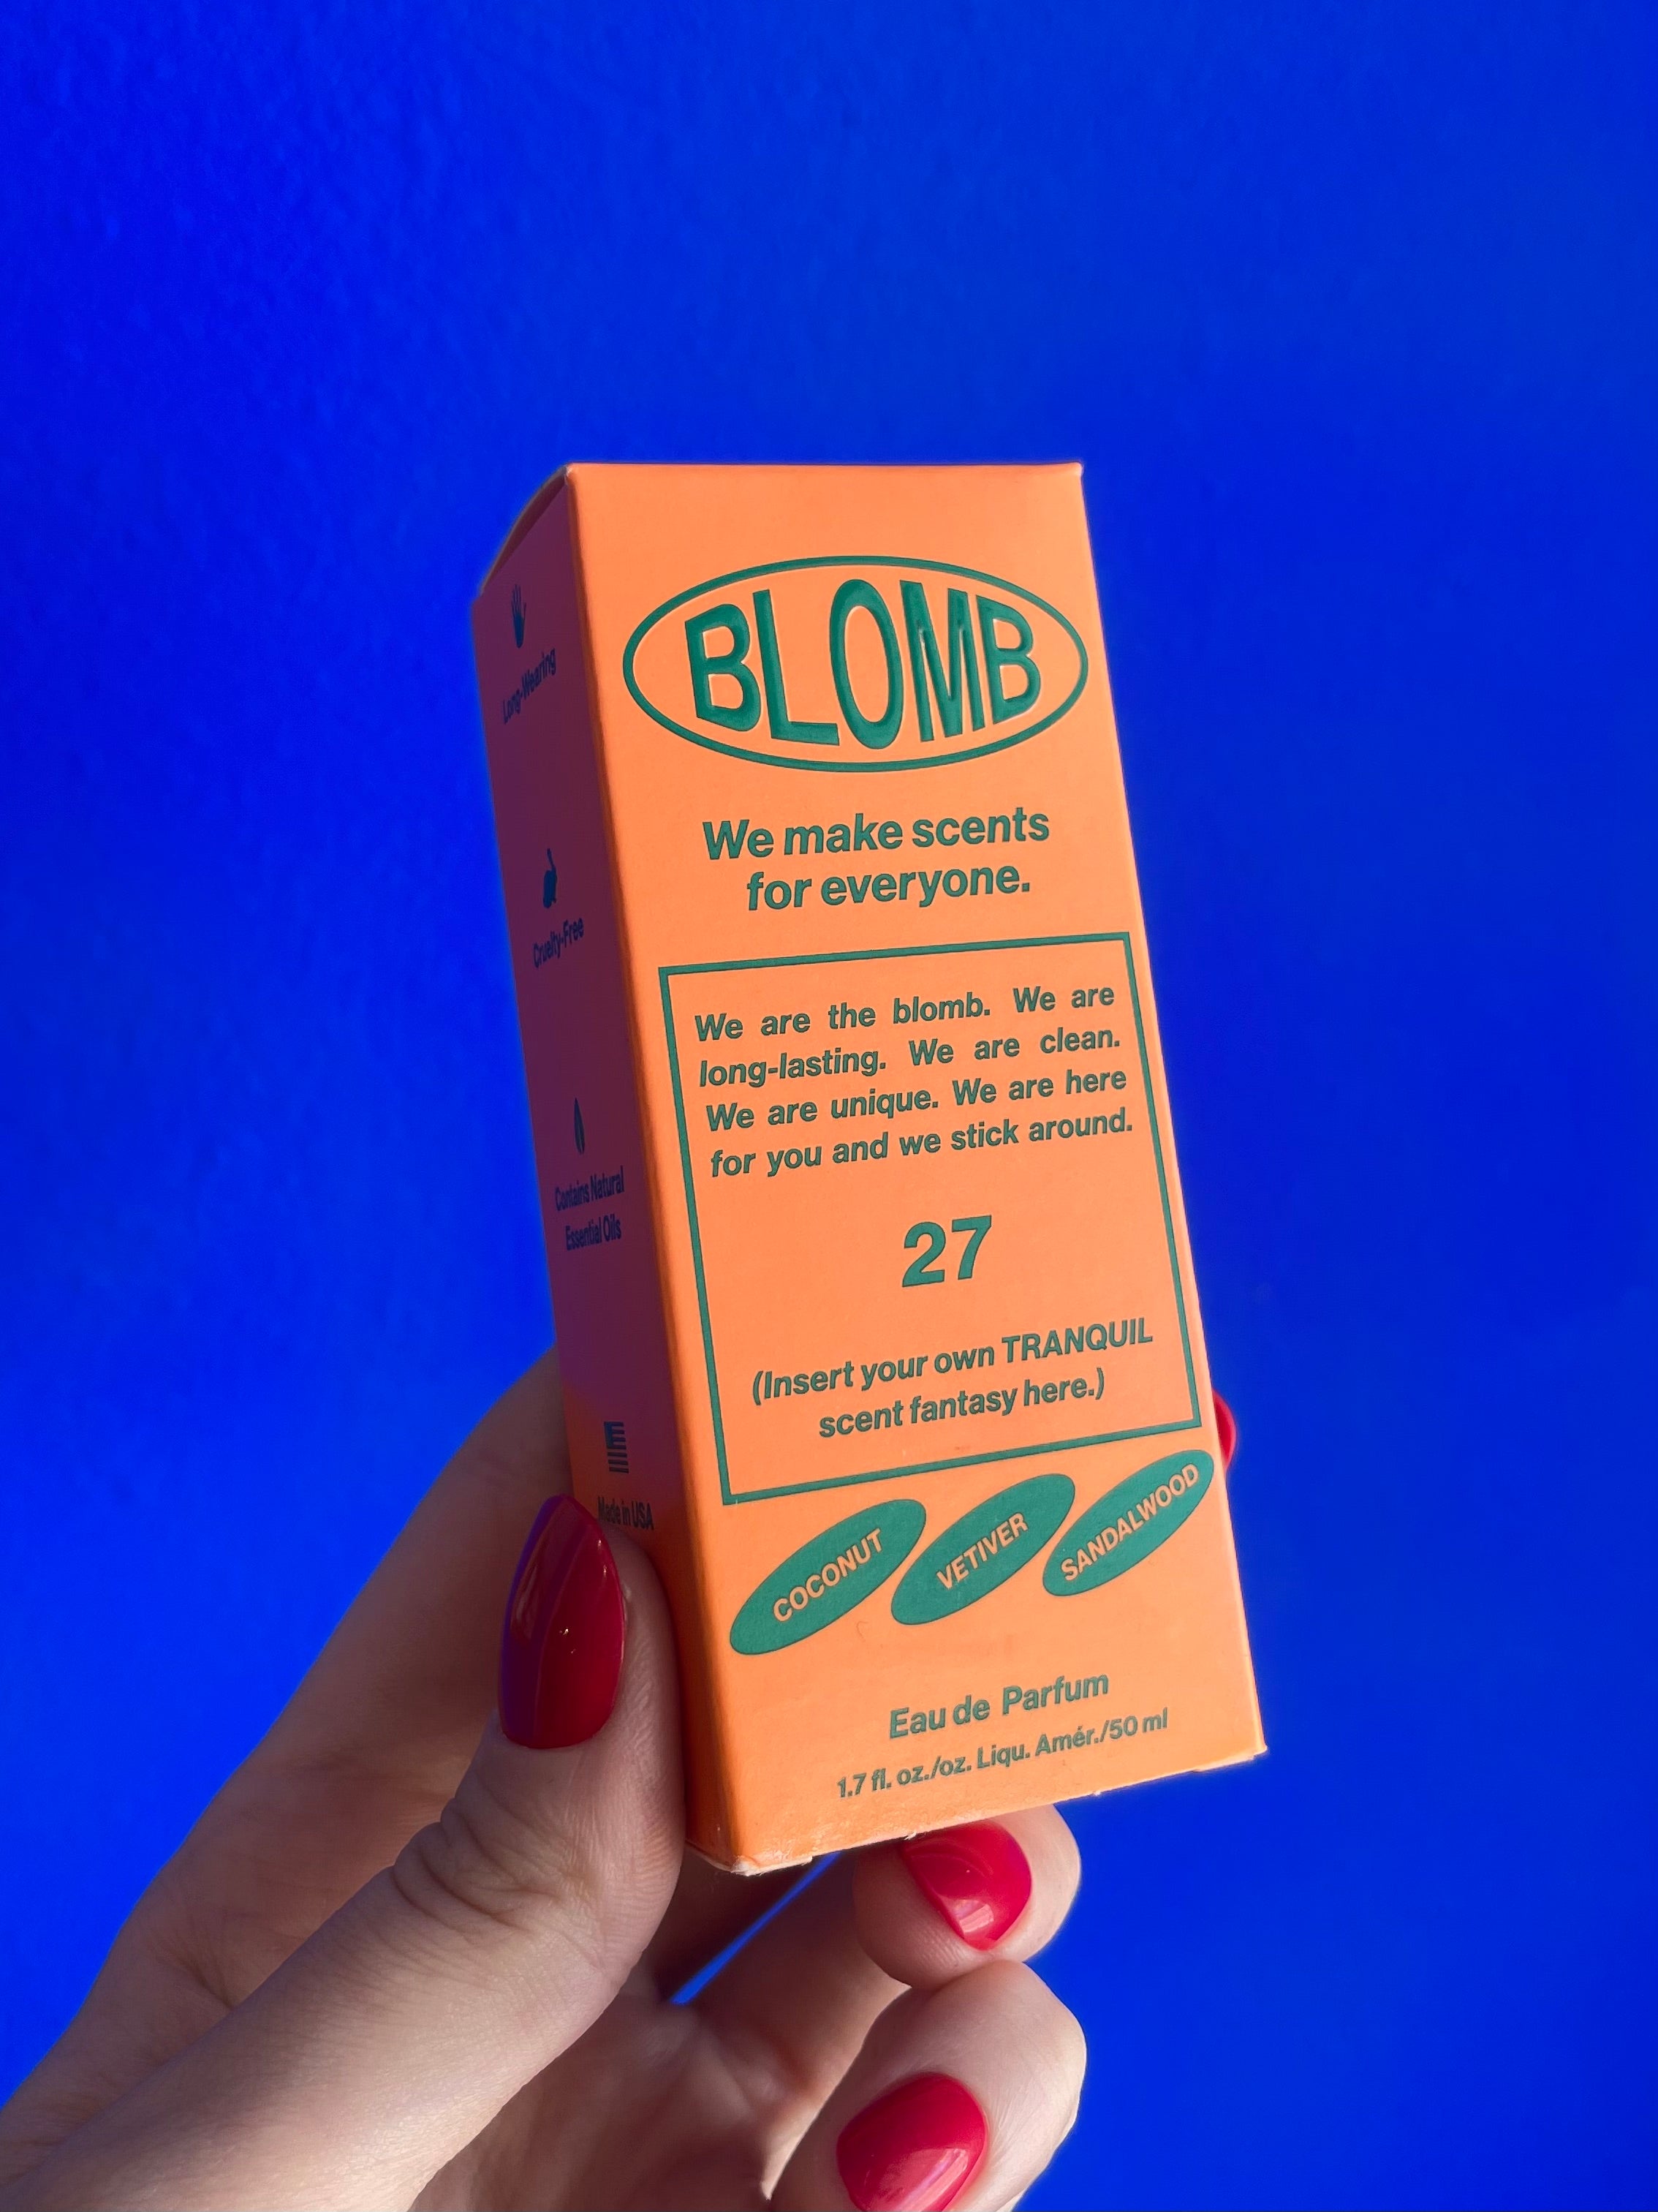 BLOMB
We make scents
for everyone.
We are the blomb. We are
long-lasting. We are clean.
We are unique. We are here
for you and we stick around.
27
(Insert your own TRANQUIL
scent fantasy here.)
COCONUT
VETIVER
SANDALWOOD
Eau de Parfum
1.7 fl. oz./oz. Liqu. Amér./50 ml
Long-Wearing
Cruelty-Free
Contains Natural
Essential Oils
Made in USA